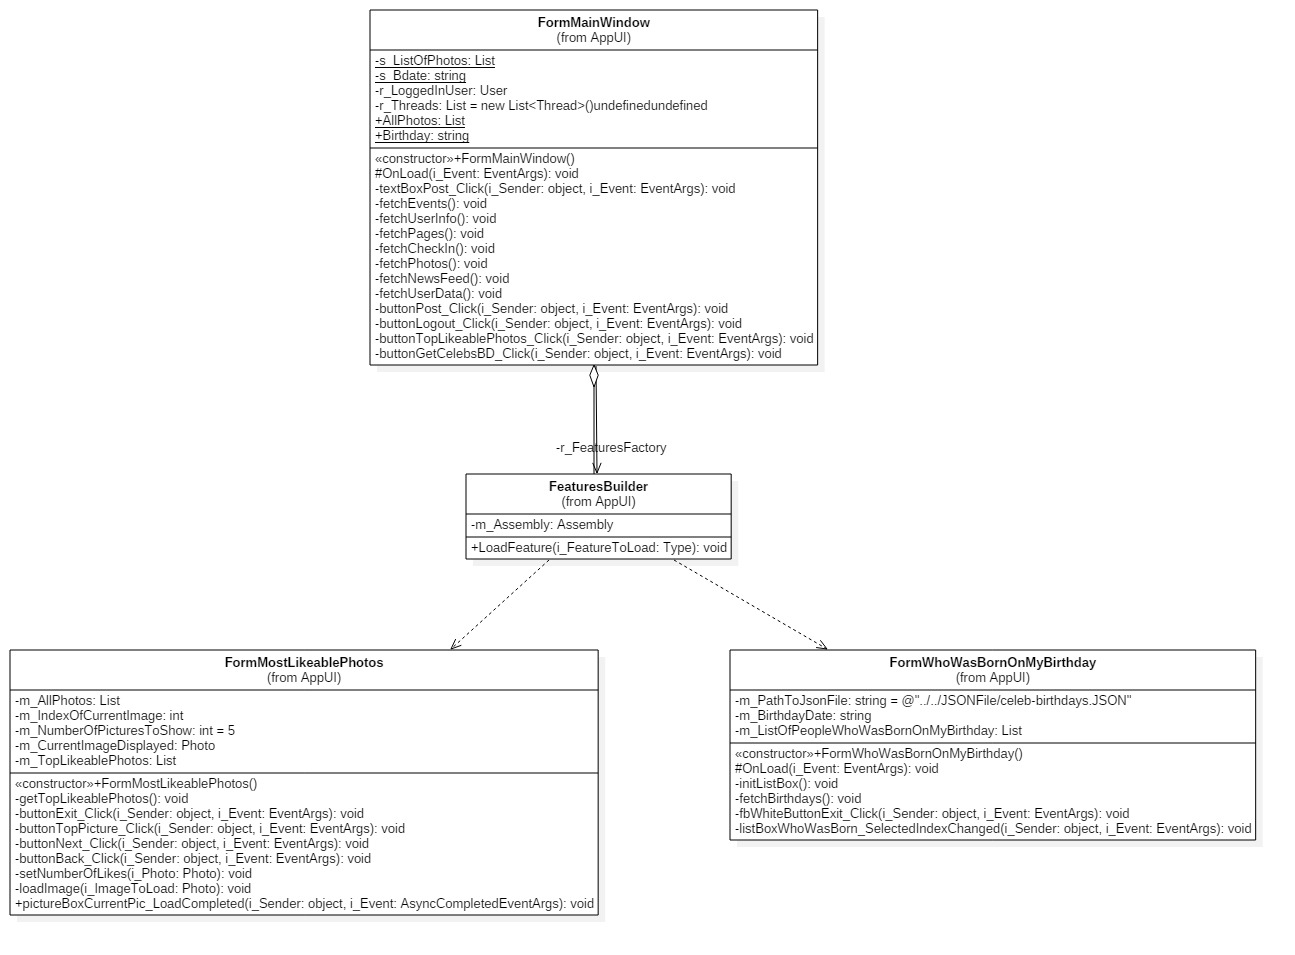 FormMainWindow
(from AppUI)
-s_ListOfPhotos: List
-s_Bdate: string
-r_LoggedInUser: User
-r_Threads: List = new List<Thread>()undefinedundefined
+AllPhotos: List
+Birthday: string
«constructor»+FormMainWindow()
#OnLoad(i_Event: EventArgs): void
-textBoxPost_Click(i_Sender: object, i_Event: EventArgs): void
-fetchEvents(): void
-fetchUserInfo(): void
-fetchPages(): void
-fetchCheckIn(): void
-fetchPhotos(): void
-fetchNewsFeed(): void
-fetchUserData(): void
-buttonPost_Click(i_Sender: object, i_Event: EventArgs): void
-buttonLogout_Click(i_Sender: object, i_Event: EventArgs): void
-buttonTopLikeablePhotos_Click(i_Sender: object, i_Event: EventArgs): void
-buttonGetCelebsBD_Click(i_Sender: object, i_Event: EventArgs): void
-r_FeaturesFactory
FeaturesBuilder
(from AppUI)
-m_Assembly: Assembly
+LoadFeature(i_FeatureToLoad: Type): void
FormMostLikeablePhotos
(from AppUI)
-m_AllPhotos: List
-m_IndexOfCurrentImage: int
-m_NumberOfPicturesToShow: int = 5
-m_CurrentImageDisplayed: Photo
-m_TopLikeablePhotos: List
«constructor»+FormMostLikeablePhotos()
-getTopLikeablePhotos(): void
-buttonExit_Click(i_Sender: object, i_Event: EventArgs): void
-buttonTopPicture_Click(i_Sender: object, i_Event: EventArgs): void
-buttonNext_Click(i_Sender: object, i_Event: EventArgs): void
-buttonBack_Click(i_Sender: object, i_Event: EventArgs): void
-setNumberOfLikes(i_Photo: Photo): void
-loadImage(i_ImageToLoad: Photo): void
+pictureBoxCurrentPic_LoadCompleted(i_Sender: object, i_Event: AsyncCompletedEventArgs): void
FormWhoWasBornOnMyBirthday
(from AppUI)
-m_PathToJsonFile: string = @"../../JSONFile/celeb-birthdays.JSON"
-m_BirthdayDate: string
-m_ListOfPeopleWhoWasBornOnMyBirthday: List
«constructor»+FormWhoWasBornOnMyBirthday()
#OnLoad(i_Event: EventArgs): void
-initListBox(): void
-fetchBirthdays(): void
-fbWhiteButtonExit_Click(i_Sender: object, i_Event: EventArgs): void
-listBoxWhoWasBorn_SelectedIndexChanged(i_Sender: object, i_Event: EventArgs): void